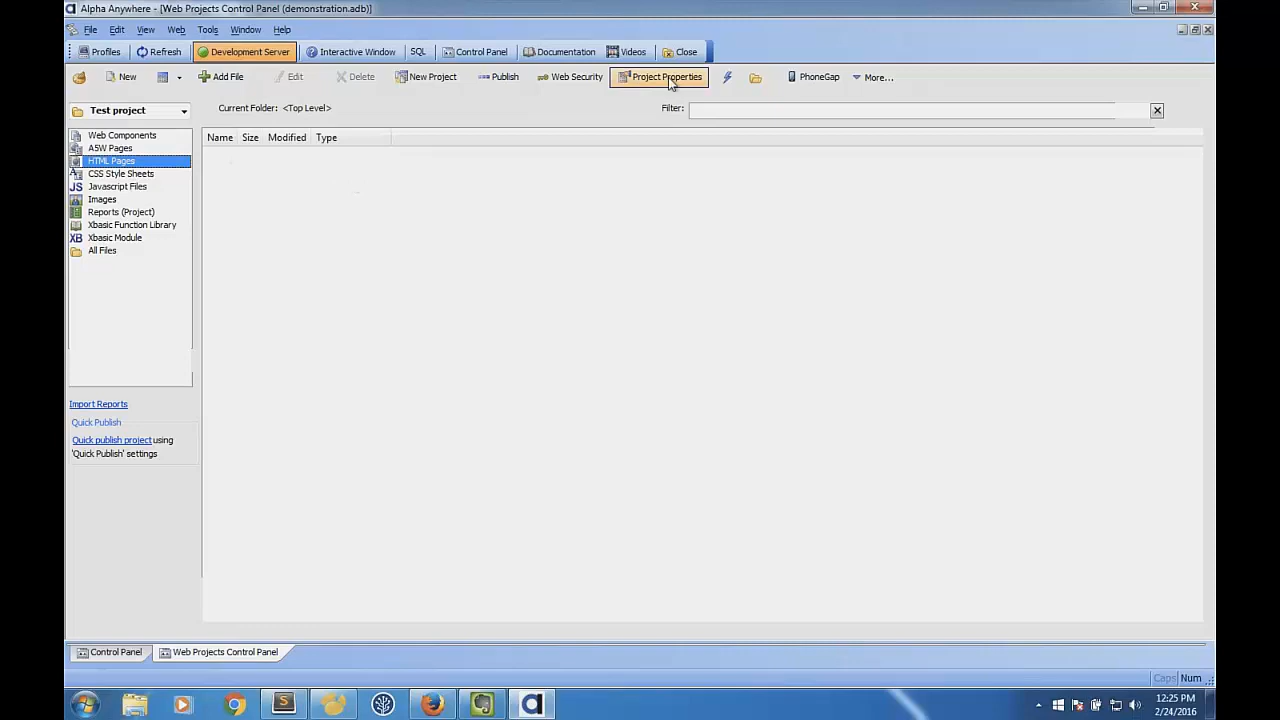 Alpha Anywhere - [Web Projects Control Panel (demonstration.adb)]
File Edit View Web Tools Window Help
Profiles Refresh Development Server Interactive Window SQL Control Panel Documentation Videos Close
New Add File Edit Delete New Project Publish Web Security Project Properties PhoneGap More...
Test project
Current Folder: <Top Level>
Filter:
Name Size Modified Type
Web Components
A5W Pages
HTML Pages
CSS Style Sheets
JS Javascript Files
Images
Reports (Project)
Xbasic Function Library
XB Xbasic Module
All Files
Import Reports
Quick Publish
Quick publish project using
'Quick Publish' settings
Control Panel Web Projects Control Panel
Caps Num
12:25 PM
2/24/2016